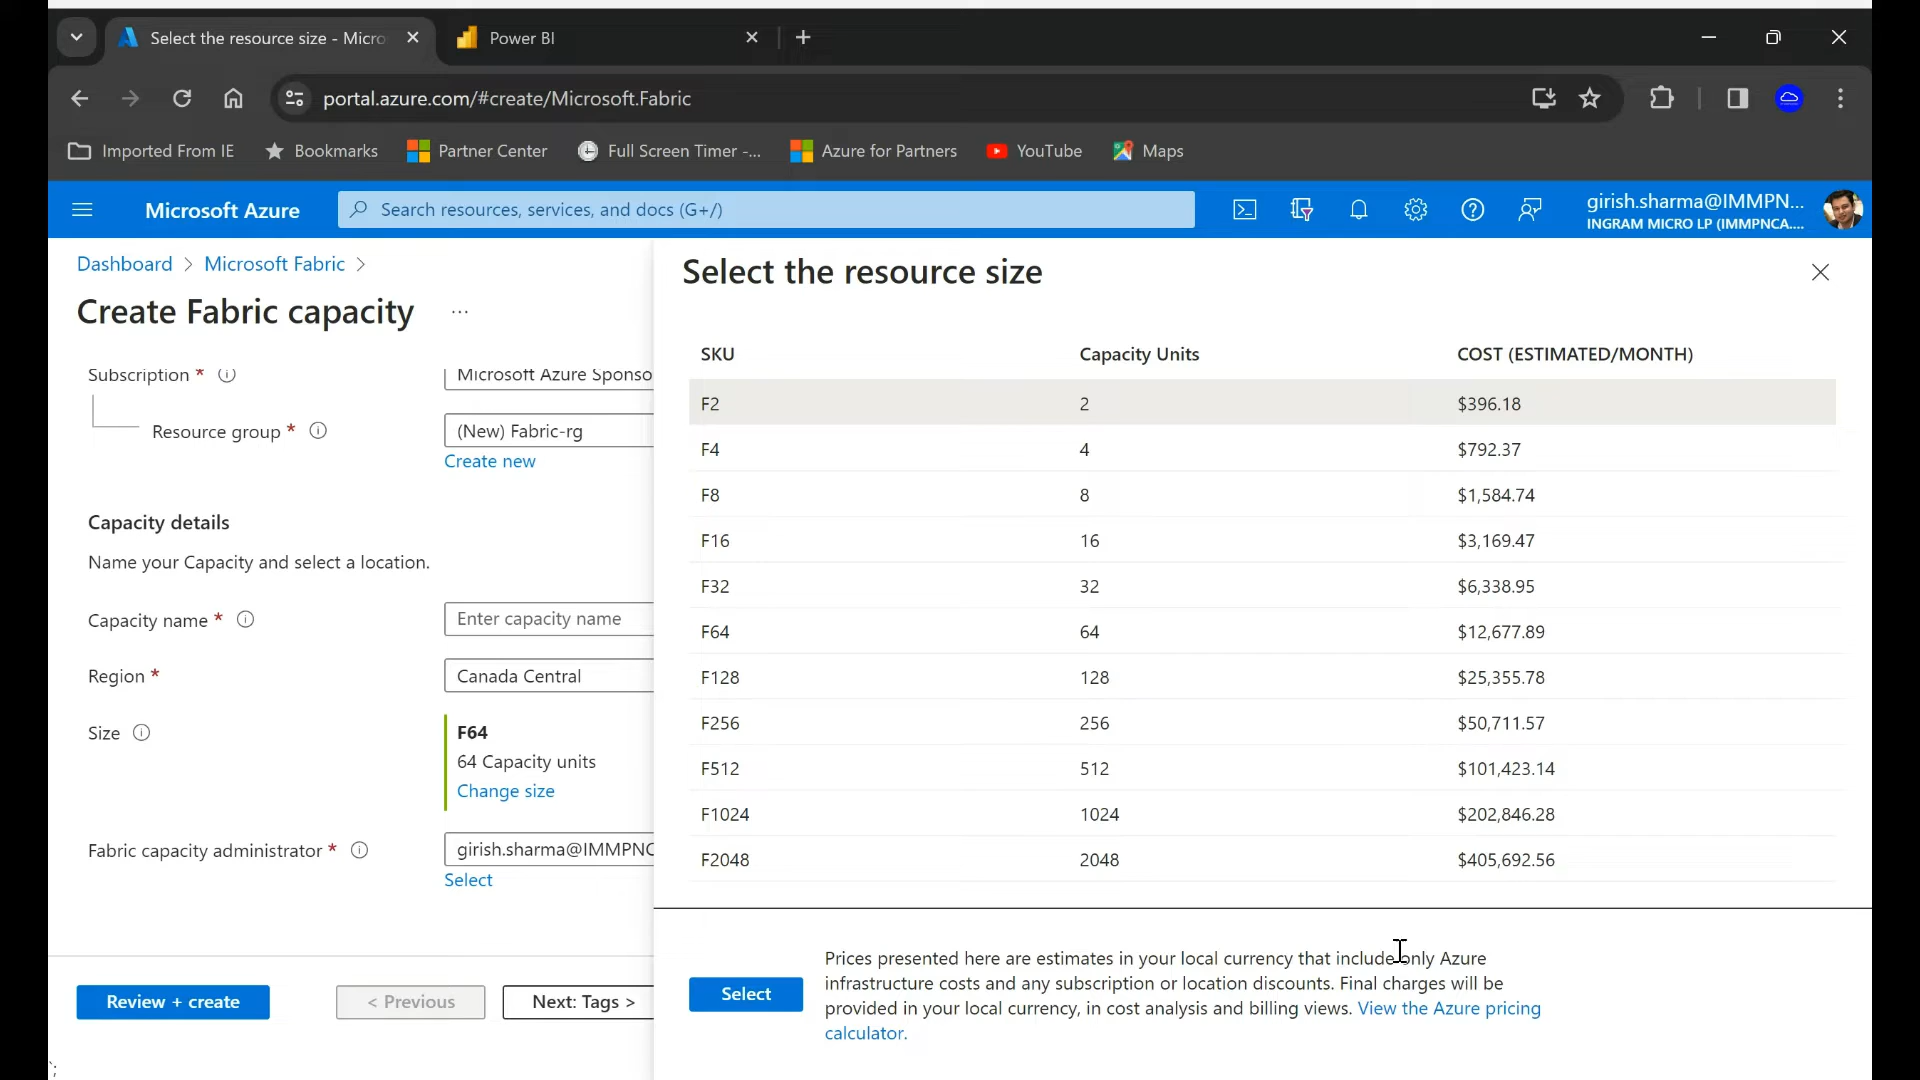 Select the resource size - Micro
Power BI
portal.azure.com/#create/Microsoft.Fabric
Imported From IE
Bookmarks
Partner Center
Full Screen Timer -...
Azure for Partners
YouTube
Maps
Microsoft Azure
Search resources, services, and docs (G+/)
girish.sharma@IMMPN...
INGRAM MICRO LP (IMMPNCA....
Dashboard > Microsoft Fabric >
Create Fabric capacity ...
Subscription *
Microsoft Azure Sponso
Resource group *
(New) Fabric-rg
Create new
Capacity details
Name your Capacity and select a location.
Capacity name *
Enter capacity name
Region *
Canada Central
Size
F64
64 Capacity units
Change size
Fabric capacity administrator *
girish.sharma@IMMPNC
Select
Review + create
< Previous
Next: Tags >
Select the resource size
SKU Capacity Units COST (ESTIMATED/MONTH)
F2 2 $396.18
F4 4 $792.37
F8 8 $1,584.74
F16 16 $3,169.47
F32 32 $6,338.95
F64 64 $12,677.89
F128 128 $25,355.78
F256 256 $50,711.57
F512 512 $101,423.14
F1024 1024 $202,846.28
F2048 2048 $405,692.56
Select
Prices presented here are estimates in your local currency that include only Azure
infrastructure costs and any subscription or location discounts. Final charges will be
provided in your local currency, in cost analysis and billing views. View the Azure pricing
calculator.